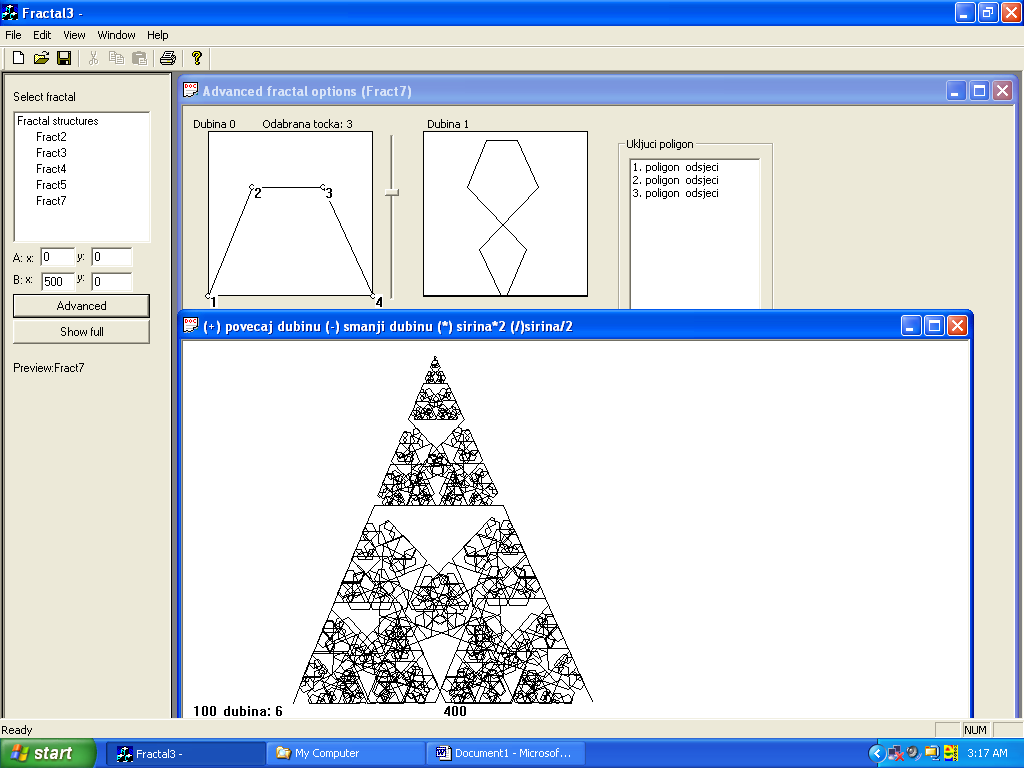 Fractal3 -
File Edit View Window Help
Select fractal
Fractal structures
Fract2
Fract3
Fract4
Fract5
Fract7
A: x: 0 y: 0
B: x: 500 y: 0
Advanced
Show full
Preview:Fract7
Advanced fractal options (Fract7)
Dubina 0 Odabrana tocka: 3 Dubina 1
2 3
1 4
Ukljuci poligon
1. poligon odsjeci
2. poligon odsjeci
3. poligon odsjeci
(+) povecaj dubinu (-) smanji dubinu (*) sirina*2 (/)sirina/2
100 dubina: 6 400
Ready NUM
start Fractal3 - My Computer Document1 - Microsof... 3:17 AM